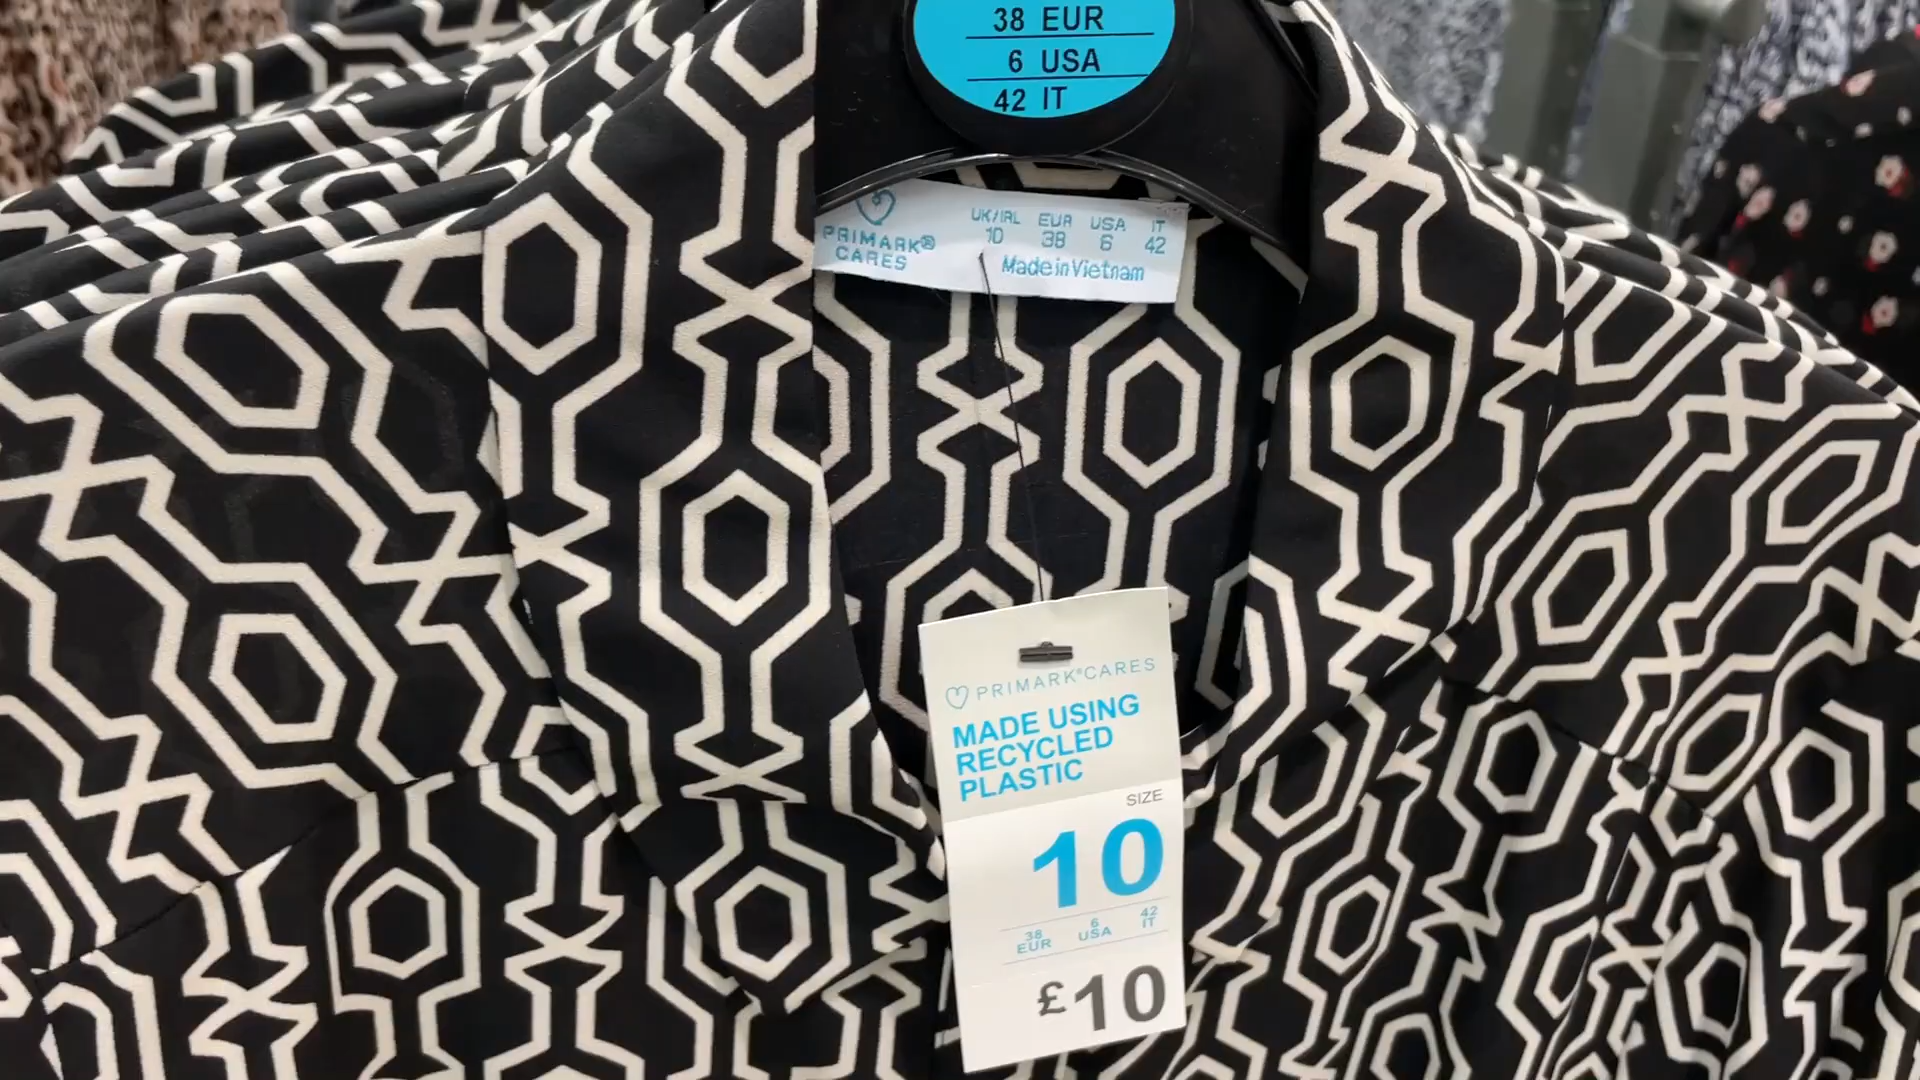 38 EUR
6 USA
42 IT
PRIMARK®
CARES
UK/IRL EUR USA IT
10 38 6 42
Made in Vietnam
PRIMARK®CARES
MADE USING
RECYCLED
PLASTIC
SIZE
10
38 6 42
EUR USA IT
£10